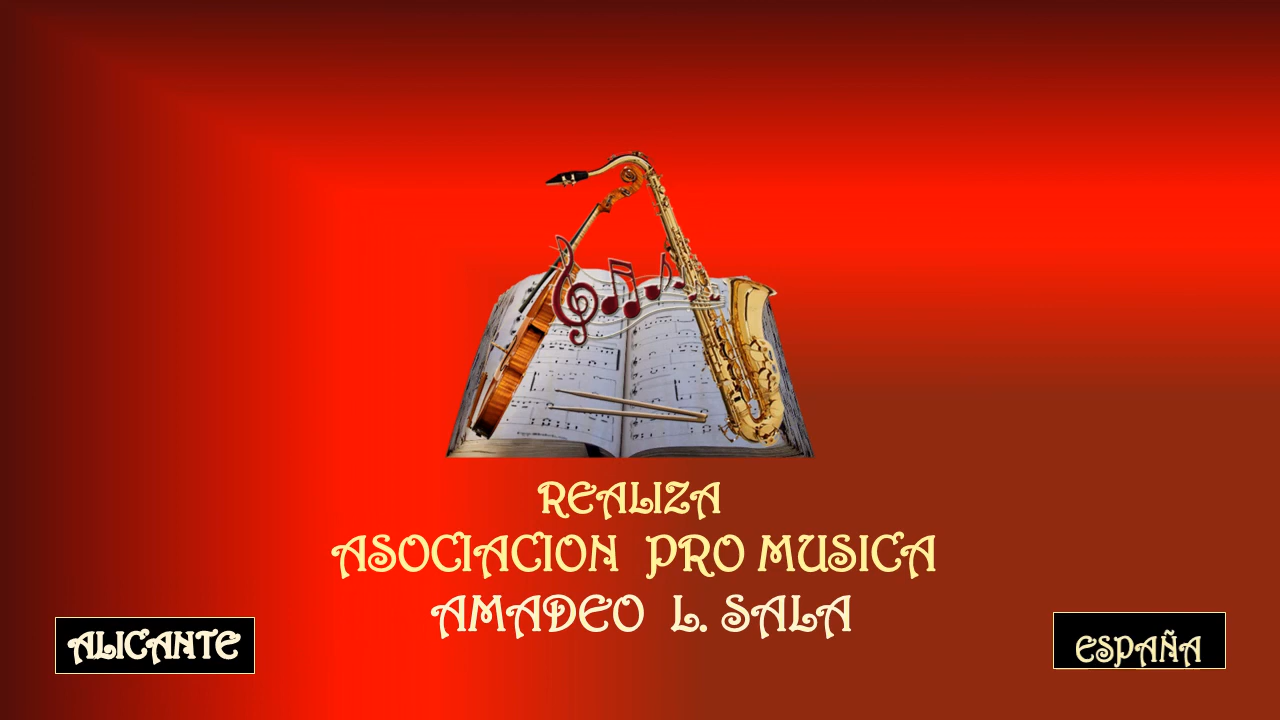 REALIZA
ASOCIACION PRO MUSICA
AMADEO L. SALA
ALICANTE
ESPAÑA